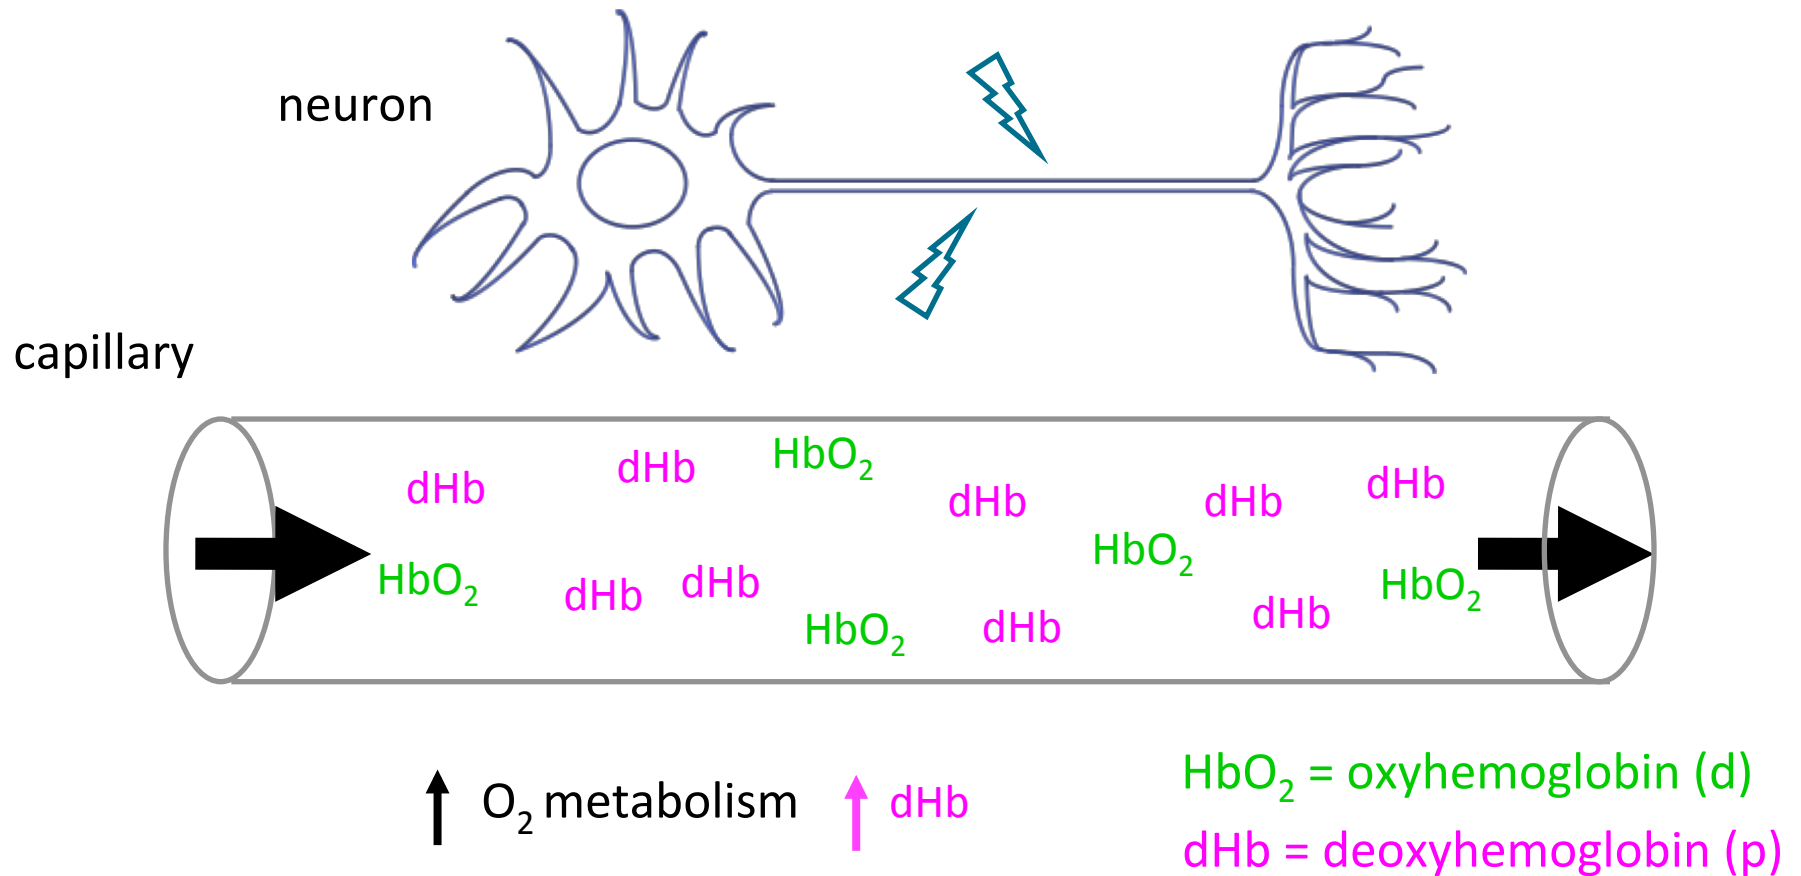 neuron
capillary
HbO₂
dHb
dHb
dHb
dHb
dHb
HbO₂
HbO₂
dHb
dHb
HbO₂
dHb
dHb
HbO₂
↑ O₂ metabolism ↑ dHb
HbO₂ = oxyhemoglobin (d)
dHb = deoxyhemoglobin (p)